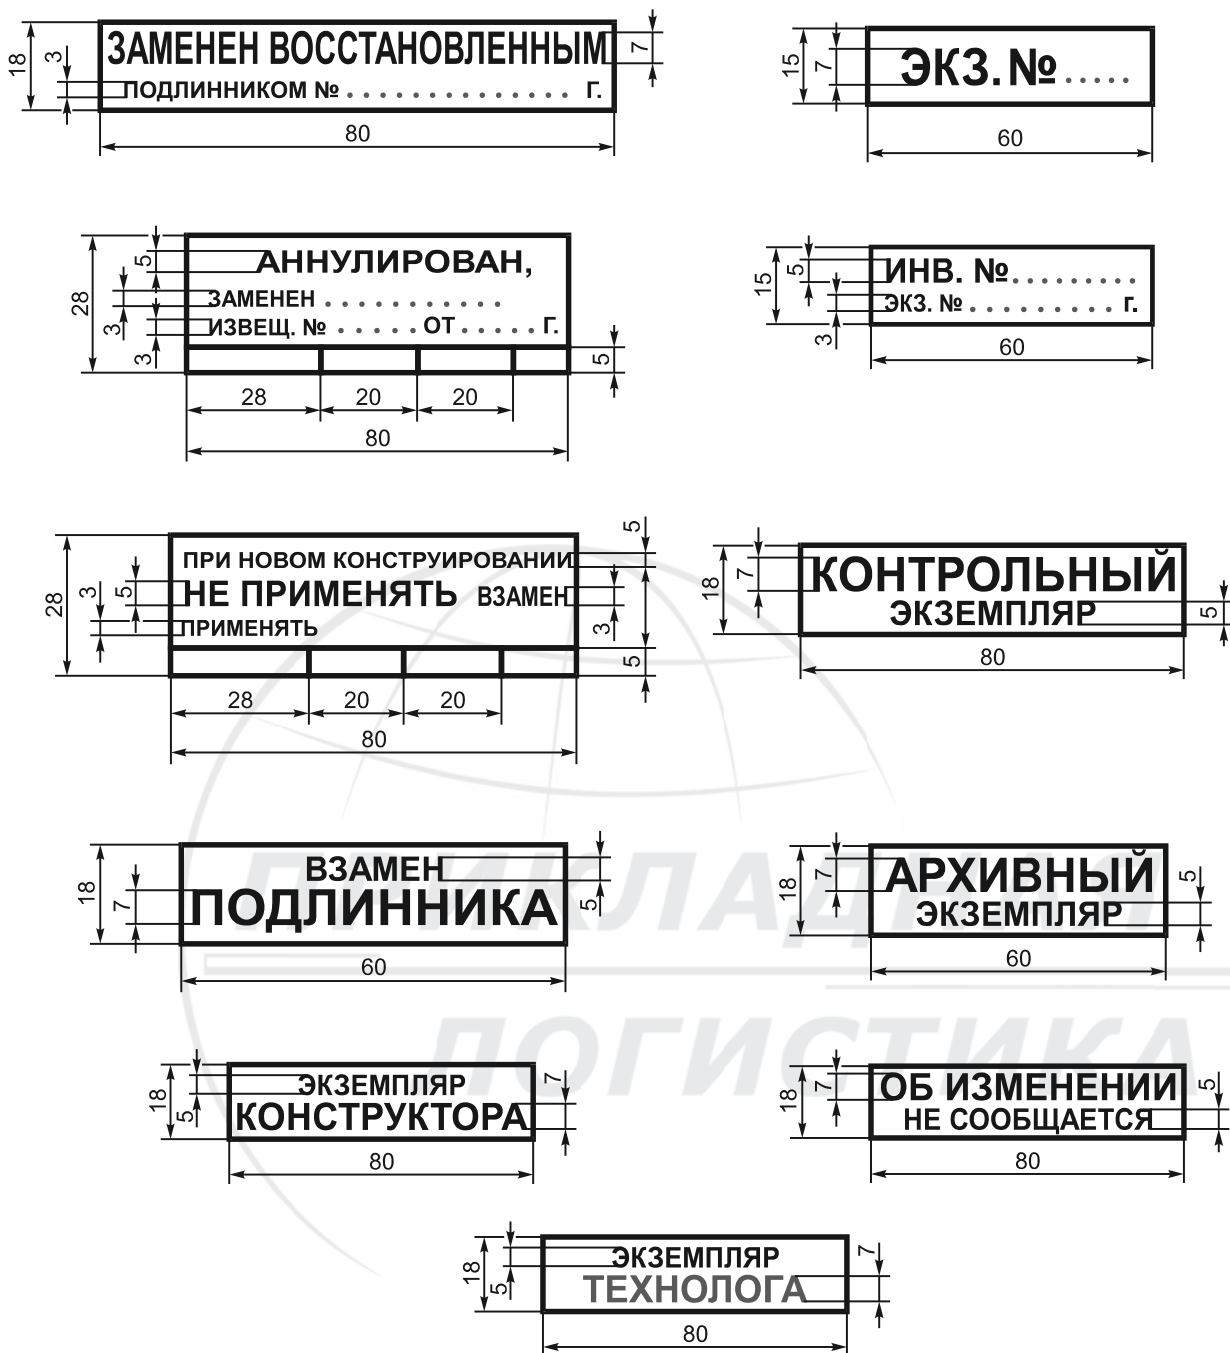 ЗАМЕНЕН ВОССТАНОВЛЕННЫМ
ПОДЛИННИКОМ № . . . . . . . . . . . . . Г.
18
3
7
80
ЭКЗ. № . . . . .
15
7
60
АННУЛИРОВАН,
ЗАМЕНЕН . . . . . . . . . . .
ИЗВЕЩ. № . . . . . ОТ . . . . . Г.
28
5
3
3
5
28
20
20
80
ИНВ. № . . . . . . . . .
ЭКЗ. № . . . . . . . . . Г.
15
5
3
60
ПРИ НОВОМ КОНСТРУИРОВАНИИ
НЕ ПРИМЕНЯТЬ ВЗАМЕН
ПРИМЕНЯТЬ
28
3
5
5
3
5
28
20
20
80
КОНТРОЛЬНЫЙ
ЭКЗЕМПЛЯР
18
7
5
80
ВЗАМЕН
ПОДЛИННИКА
18
7
5
60
АРХИВНЫЙ
ЭКЗЕМПЛЯР
18
7
5
60
ПРИКЛАДНАЯ
ЛОГИСТИКА
ЭКЗЕМПЛЯР
КОНСТРУКТОРА
18
5
7
80
ОБ ИЗМЕНЕНИИ
НЕ СООБЩАЕТСЯ
18
7
5
80
ЭКЗЕМПЛЯР
ТЕХНОЛОГА
18
5
7
80